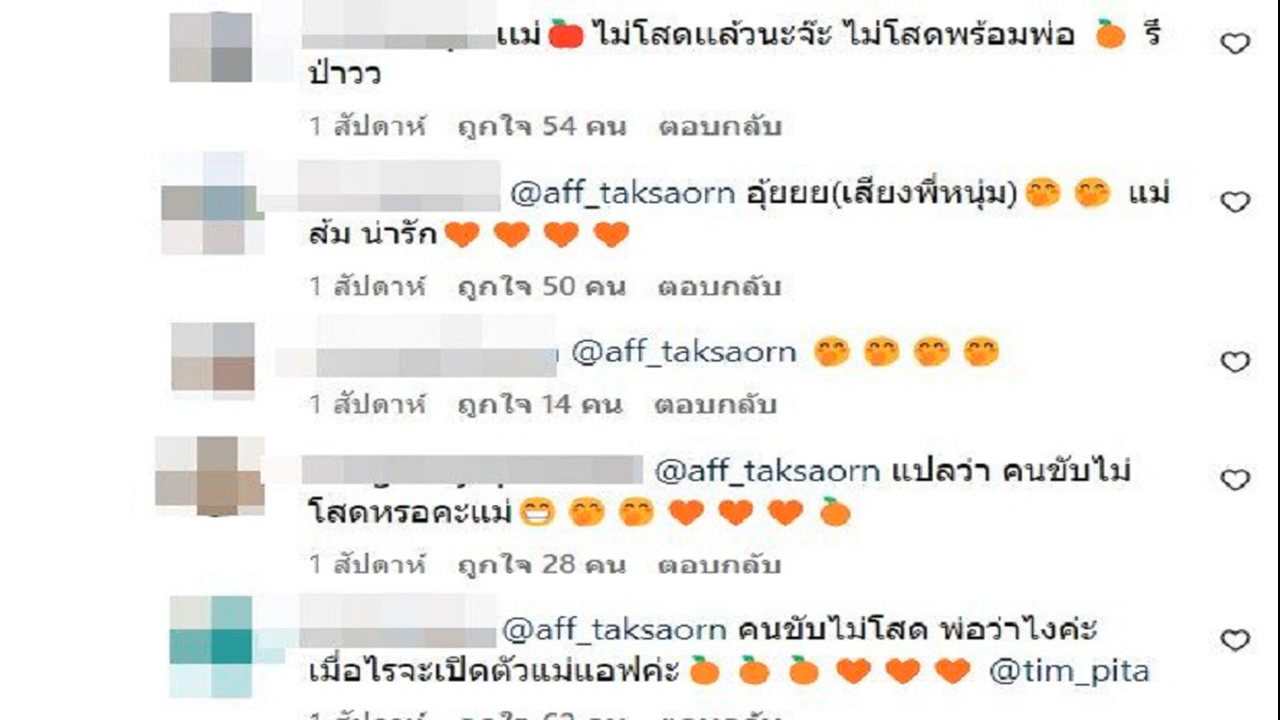 แม่🍎 ไม่โสดแล้วนะจ๊ะ ไม่โสดพร้อมพ่อ 🍊 รึ
ป่าวว
1 สัปดาห์ ถูกใจ 54 คน ตอบกลับ
@aff_taksaorn อุ้ยยย(เสียงพี่หนุ่ม)🤭 🤭 แม่
ส้ม น่ารัก🧡 🧡 🧡 🧡
1 สัปดาห์ ถูกใจ 50 คน ตอบกลับ
@aff_taksaorn 🤭 🤭 🤭 🤭
1 สัปดาห์ ถูกใจ 14 คน ตอบกลับ
@aff_taksaorn แปลว่า คนขับไม่
โสดหรอคะแม่😁 🤭 🤭 🧡 🧡 🧡 🍊
1 สัปดาห์ ถูกใจ 28 คน ตอบกลับ
@aff_taksaorn คนขับไม่โสด พ่อว่าไงค่ะ
เมื่อไรจะเปิดตัวแม่แอฟค่ะ🍊 🍊 🍊 🧡 🧡 🧡 @tim_pita